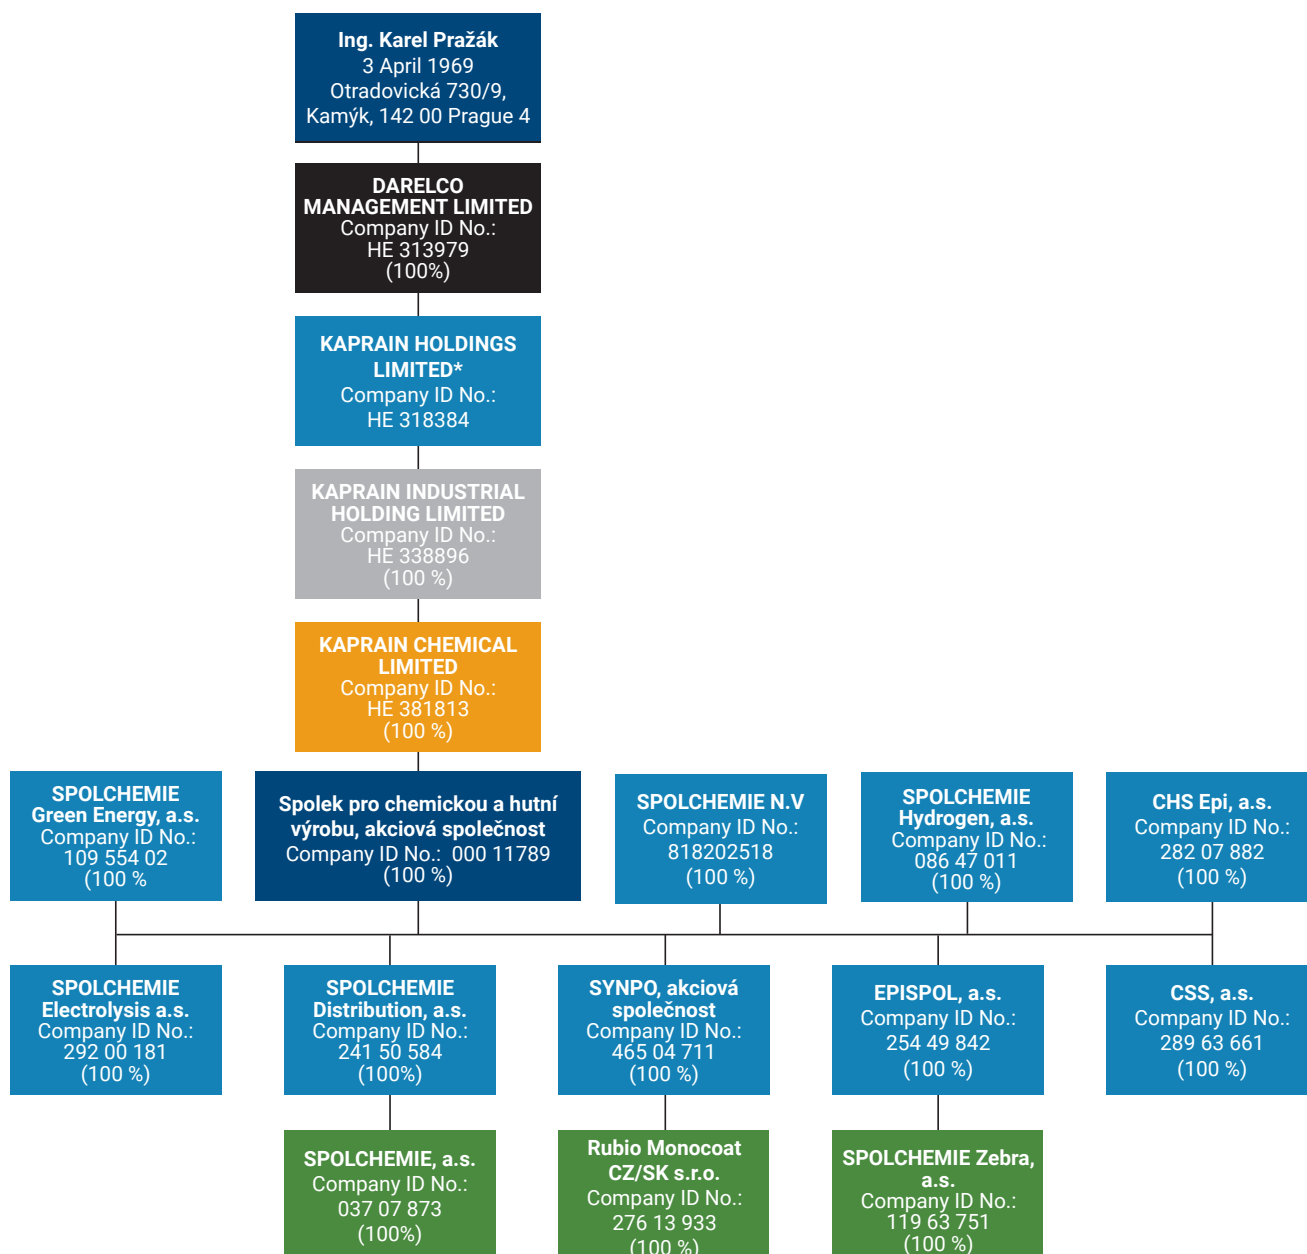 Ing. Karel Pražák
3 April 1969
Otradovická 730/9,
Kamýk, 142 00 Prague 4
DARELCO
MANAGEMENT LIMITED
Company ID No.:
HE 313979
(100%)
KAPRAIN HOLDINGS
LIMITED*
Company ID No.:
HE 318384
KAPRAIN INDUSTRIAL
HOLDING LIMITED
Company ID No.:
HE 338896
(100 %)
KAPRAIN CHEMICAL
LIMITED
Company ID No.:
HE 381813
(100 %)
SPOLCHEMIE
Green Energy, a.s.
Company ID No.:
109 554 02
(100 %
Spolek pro chemickou a hutní
výrobu, akciová společnost
Company ID No.: 000 11789
(100 %)
SPOLCHEMIE N.V
Company ID No.:
818202518
(100 %)
SPOLCHEMIE
Hydrogen, a.s.
Company ID No.:
086 47 011
(100 %)
CHS Epi, a.s.
Company ID No.:
282 07 882
(100 %)
SPOLCHEMIE
Electrolysis a.s.
Company ID No.:
292 00 181
(100 %)
SPOLCHEMIE
Distribution, a.s.
Company ID No.:
241 50 584
(100%)
SYNPO, akciová
společnost
Company ID No.:
465 04 711
(100 %)
EPISPOL, a.s.
Company ID No.:
254 49 842
(100 %)
CSS, a.s.
Company ID No.:
289 63 661
(100 %)
SPOLCHEMIE, a.s.
Company ID No.:
037 07 873
(100%)
Rubio Monocoat
CZ/SK s.r.o.
Company ID No.:
276 13 933
(100 %)
SPOLCHEMIE Zebra,
a.s.
Company ID No.:
119 63 751
(100 %)